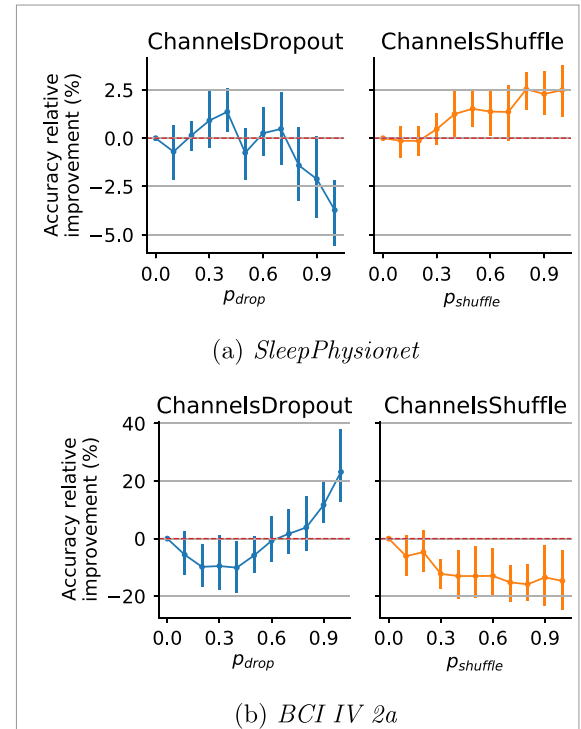 ChannelsDropout ChannelsShuffle
Accuracy relative
improvement (%)
2.5
0.0
−2.5
−5.0
0.0 0.3 0.6 0.9 0.0 0.3 0.6 0.9
p_drop p_shuffle
(a) SleepPhysionet
ChannelsDropout ChannelsShuffle
Accuracy relative
improvement (%)
40
20
0
−20
0.0 0.3 0.6 0.9 0.0 0.3 0.6 0.9
p_drop p_shuffle
(b) BCI IV 2a